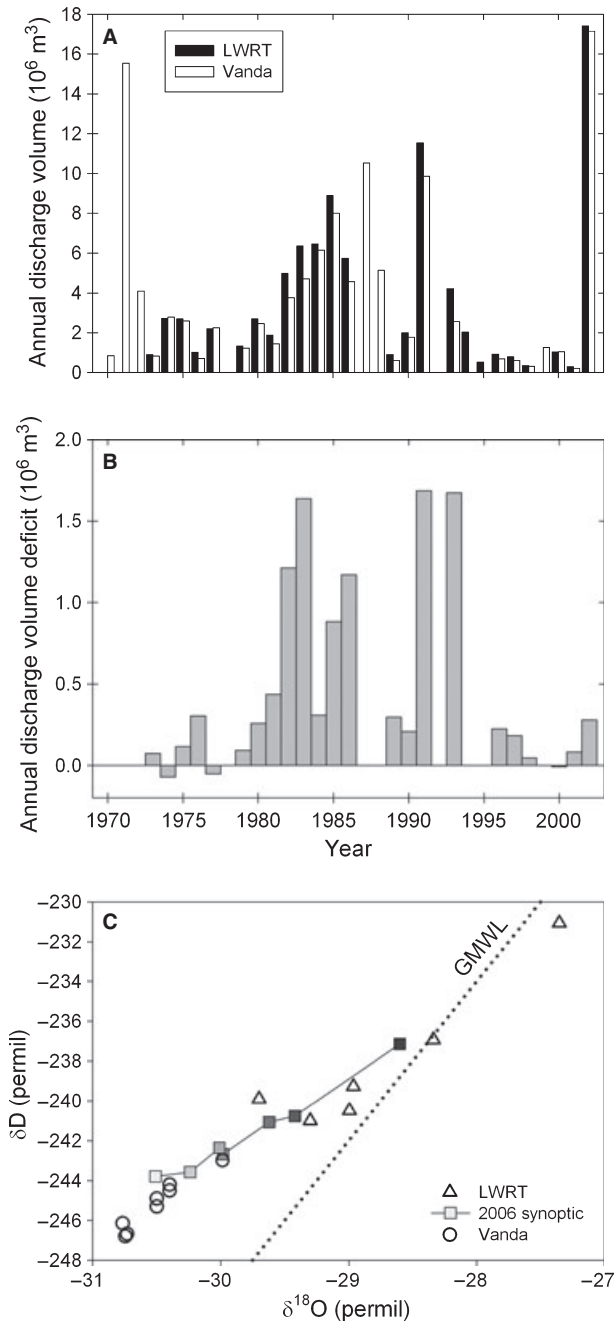 A
LWRT
Vanda
Annual discharge volume (10⁶ m³)
18
16
14
12
10
8
6
4
2
0
B
Annual discharge volume deficit (10⁶ m³)
2.0
1.5
1.0
0.5
0.0
1970 1975 1980 1985 1990 1995 2000
Year
C
GMWL
δD (permil)
−230
−232
−234
−236
−238
−240
−242
−244
−246
−248
LWRT
2006 synoptic
Vanda
−31 −30 −29 −28 −27
δ¹⁸O (permil)